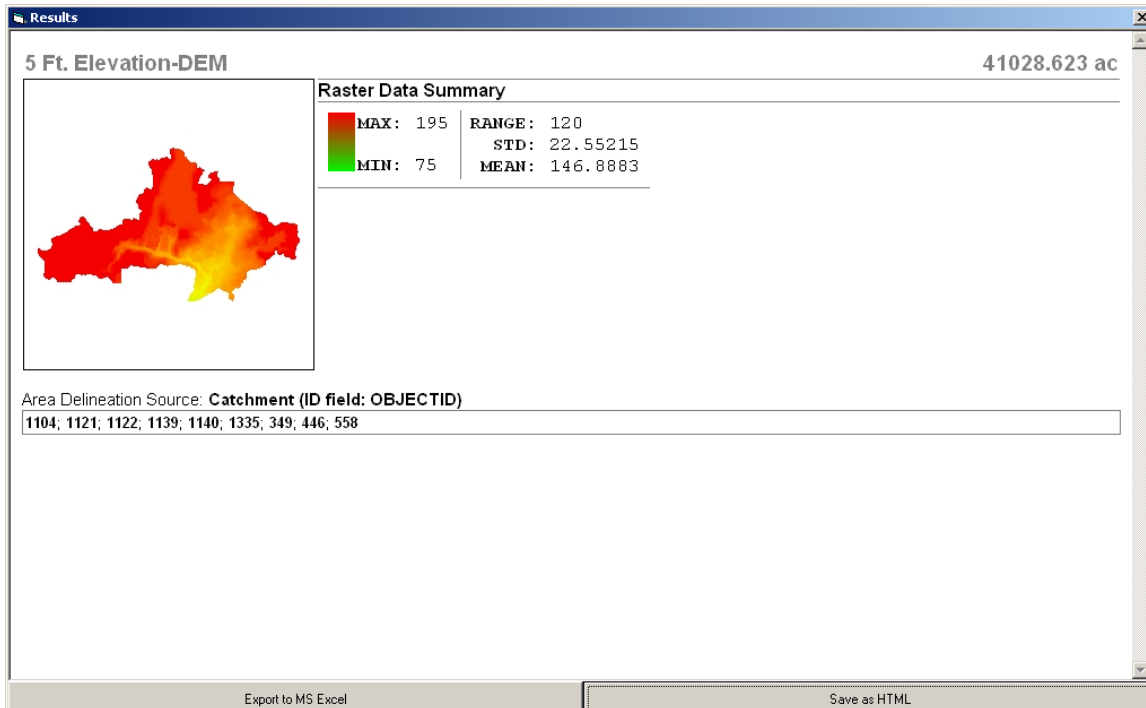 Results
5 Ft. Elevation-DEM 41028.623 ac
Raster Data Summary
MAX: 195 RANGE: 120
STD: 22.55215
MIN: 75 MEAN: 146.8883
Area Delineation Source: Catchment (ID field: OBJECTID)
1104; 1121; 1122; 1139; 1140; 1335; 349; 446; 558
Export to MS Excel Save as HTML